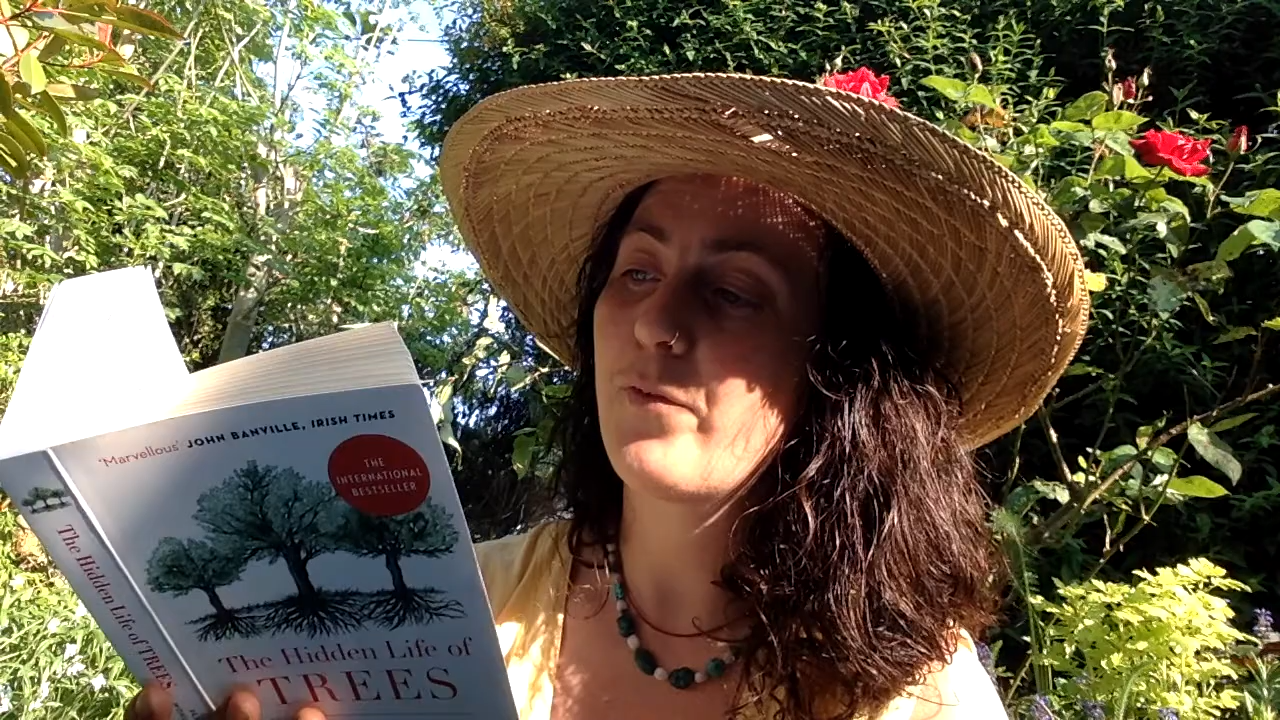 'Marvellous' JOHN BANVILLE, IRISH TIMES
THE
INTERNATIONAL
BESTSELLER
The Hidden Life of
TREES
The Hidden Life of TREES